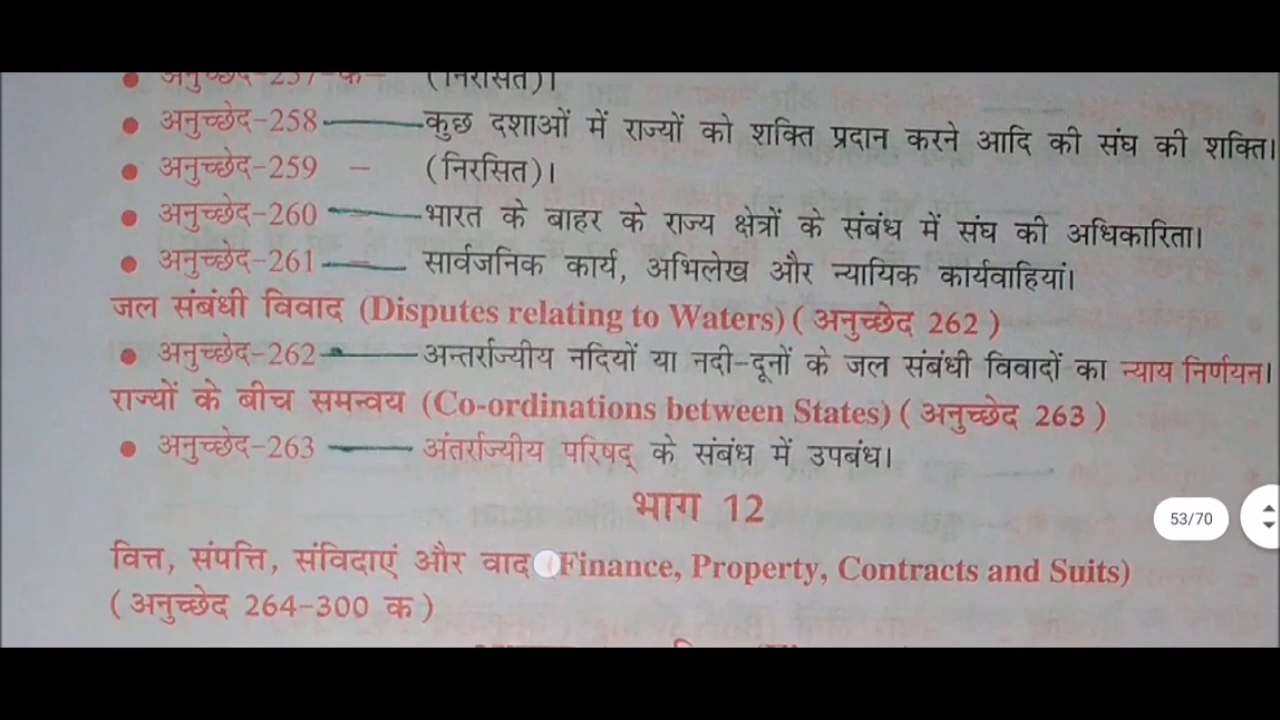 अनुच्छेद-257-क- (निरसित)।
• अनुच्छेद-258 कुछ दशाओं में राज्यों को शक्ति प्रदान करने आदि की संघ की शक्ति।
• अनुच्छेद-259 - (निरसित)।
• अनुच्छेद-260 - भारत के बाहर के राज्य क्षेत्रों के संबंध में संघ की अधिकारिता।
• अनुच्छेद-261 - सार्वजनिक कार्य, अभिलेख और न्यायिक कार्यवाहियां।
जल संबंधी विवाद (Disputes relating to Waters) ( अनुच्छेद 262 )
• अनुच्छेद-262 अन्तर्राज्यीय नदियों या नदी-दूनों के जल संबंधी विवादों का न्याय निर्णयन।
राज्यों के बीच समन्वय (Co-ordinations between States) ( अनुच्छेद 263 )
• अनुच्छेद-263 अंतर्राज्यीय परिषद् के संबंध में उपबंध।
भाग 12
53/70
वित्त, संपत्ति, संविदाएं और वाद (Finance, Property, Contracts and Suits)
( अनुच्छेद 264-300 क )